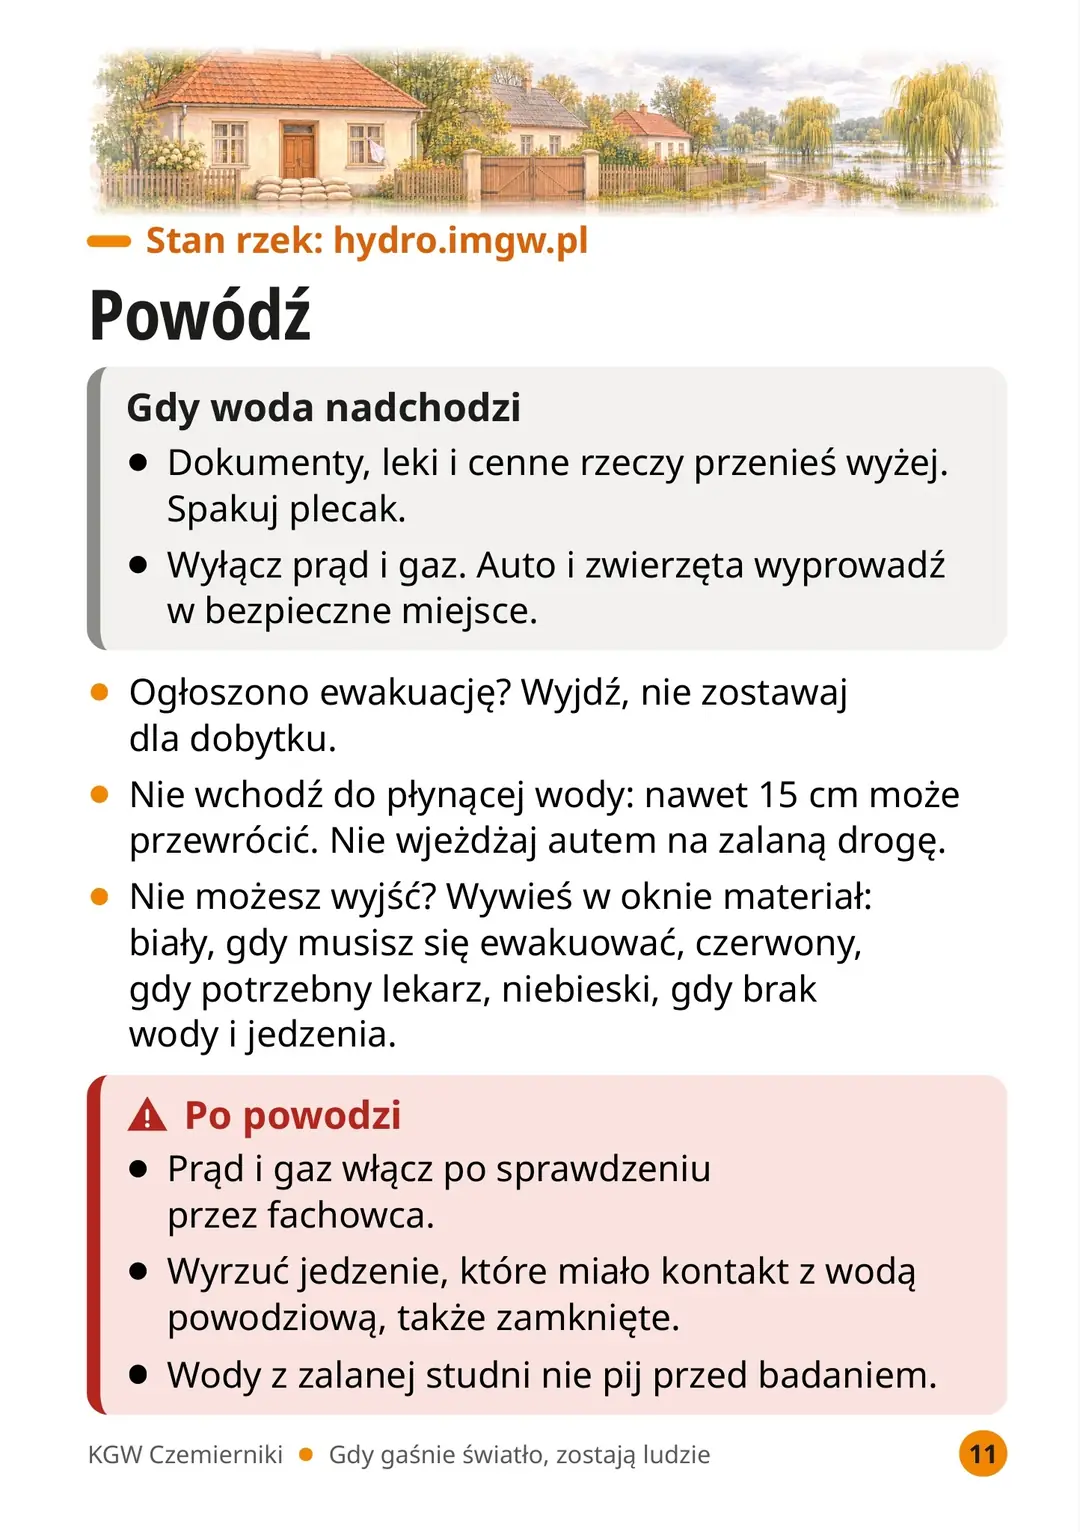 Stan rzek: hydro.imgw.pl
Powódź
Gdy woda nadchodzi
● Dokumenty, leki i cenne rzeczy przenieś wyżej.
Spakuj plecak.
● Wyłącz prąd i gaz. Auto i zwierzęta wyprowadź
w bezpieczne miejsce.
● Ogłoszono ewakuację? Wyjdź, nie zostawaj
dla dobytku.
● Nie wchodź do płynącej wody: nawet 15 cm może
przewrócić. Nie wjeżdżaj autem na zalaną drogę.
● Nie możesz wyjść? Wywieś w oknie materiał:
biały, gdy musisz się ewakuować, czerwony,
gdy potrzebny lekarz, niebieski, gdy brak
wody i jedzenia.
Po powodzi
● Prąd i gaz włącz po sprawdzeniu
przez fachowca.
● Wyrzuć jedzenie, które miało kontakt z wodą
powodziową, także zamknięte.
● Wody z zalanej studni nie pij przed badaniem.
KGW Czemierniki ● Gdy gaśnie światło, zostają ludzie 11